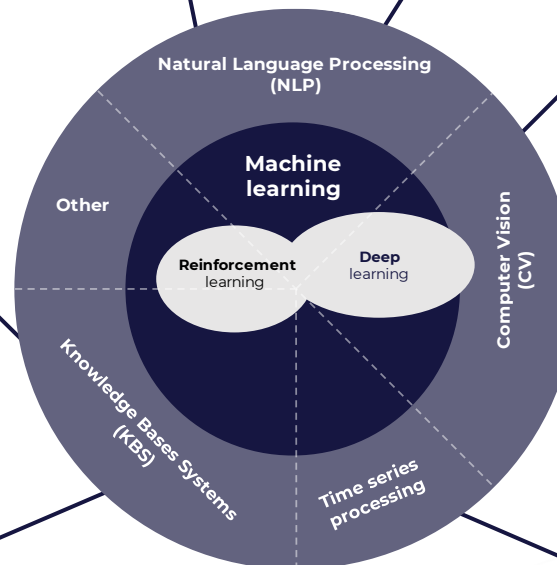 Natural Language Processing
(NLP)
Machine
learning
Other
Computer Vision
(CV)
Reinforcement
learning
Deep
learning
Knowledge Bases Systems
(KBS)
Time series
processing